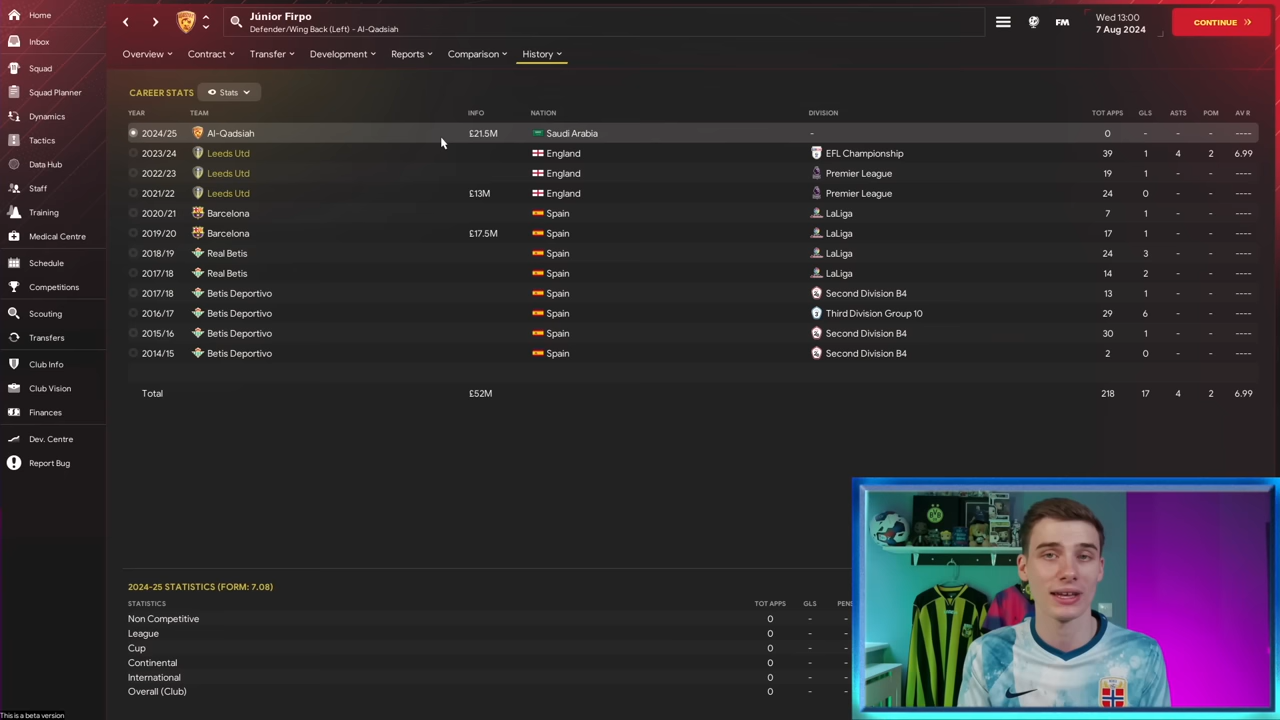 Home
Inbox
Squad
Squad Planner
Dynamics
Tactics
Data Hub
Staff
Training
Medical Centre
Schedule
Competitions
Scouting
Transfers
Club Info
Club Vision
Finances
Dev. Centre
Report Bug
This is a beta version
Júnior Firpo
Defender/Wing Back (Left) - Al-Qadsiah
FM
Wed 13:00
7 Aug 2024
CONTINUE
Overview Contract Transfer Development Reports Comparison History
CAREER STATS Stats
YEAR TEAM INFO NATION DIVISION TOT APPS GLS ASTS POM AV R
2024/25 Al-Qadsiah £21.5M Saudi Arabia - 0 - - - ----
2023/24 Leeds Utd England EFL Championship 39 1 4 2 6.99
2022/23 Leeds Utd England Premier League 19 1 - - ----
2021/22 Leeds Utd £13M England Premier League 24 0 - - ----
2020/21 Barcelona Spain LaLiga 7 1 - - ----
2019/20 Barcelona £17.5M Spain LaLiga 17 1 - - ----
2018/19 Real Betis Spain LaLiga 24 3 - - ----
2017/18 Real Betis Spain LaLiga 14 2 - - ----
2017/18 Betis Deportivo Spain Second Division B4 13 1 - - ----
2016/17 Betis Deportivo Spain Third Division Group 10 29 6 - - ----
2015/16 Betis Deportivo Spain Second Division B4 30 1 - - ----
2014/15 Betis Deportivo Spain Second Division B4 2 0 - - ----
Total £52M 218 17 4 2 6.99
2024-25 STATISTICS (FORM: 7.08)
STATISTICS TOT APPS GLS PENS
Non Competitive 0 - -
League 0 - -
Cup 0 - -
Continental 0 - -
International 0 - -
Overall (Club) 0 - -